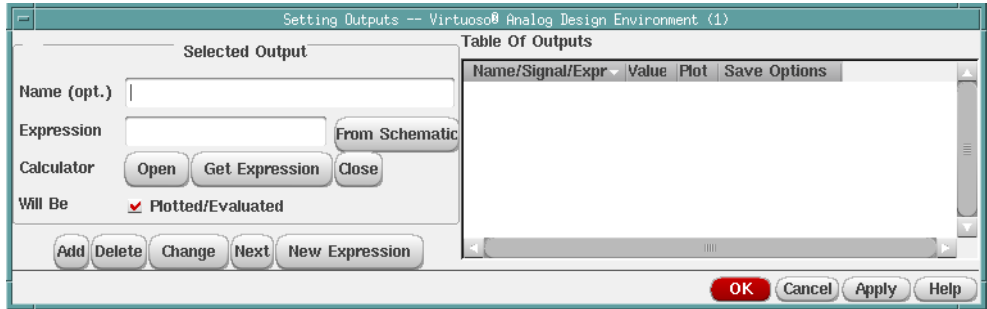 Setting Outputs -- Virtuoso® Analog Design Environment (1)
Selected Output
Name (opt.)
Expression
From Schematic
Calculator
Open
Get Expression
Close
Will Be
Plotted/Evaluated
Add
Delete
Change
Next
New Expression
Table Of Outputs
Name/Signal/Expr
Value
Plot
Save Options
OK
Cancel
Apply
Help